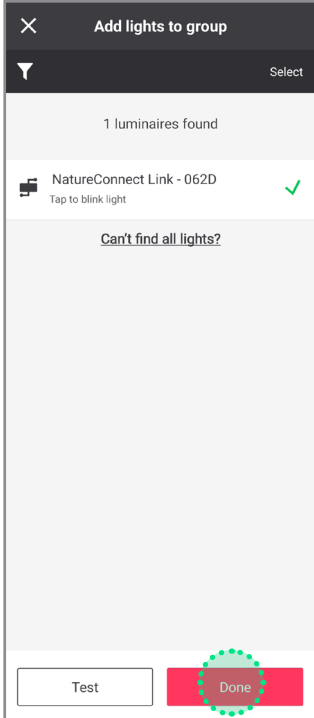 Add lights to group
Select
1 luminaires found
NatureConnect Link - 062D
Tap to blink light
Can't find all lights?
Test
Done